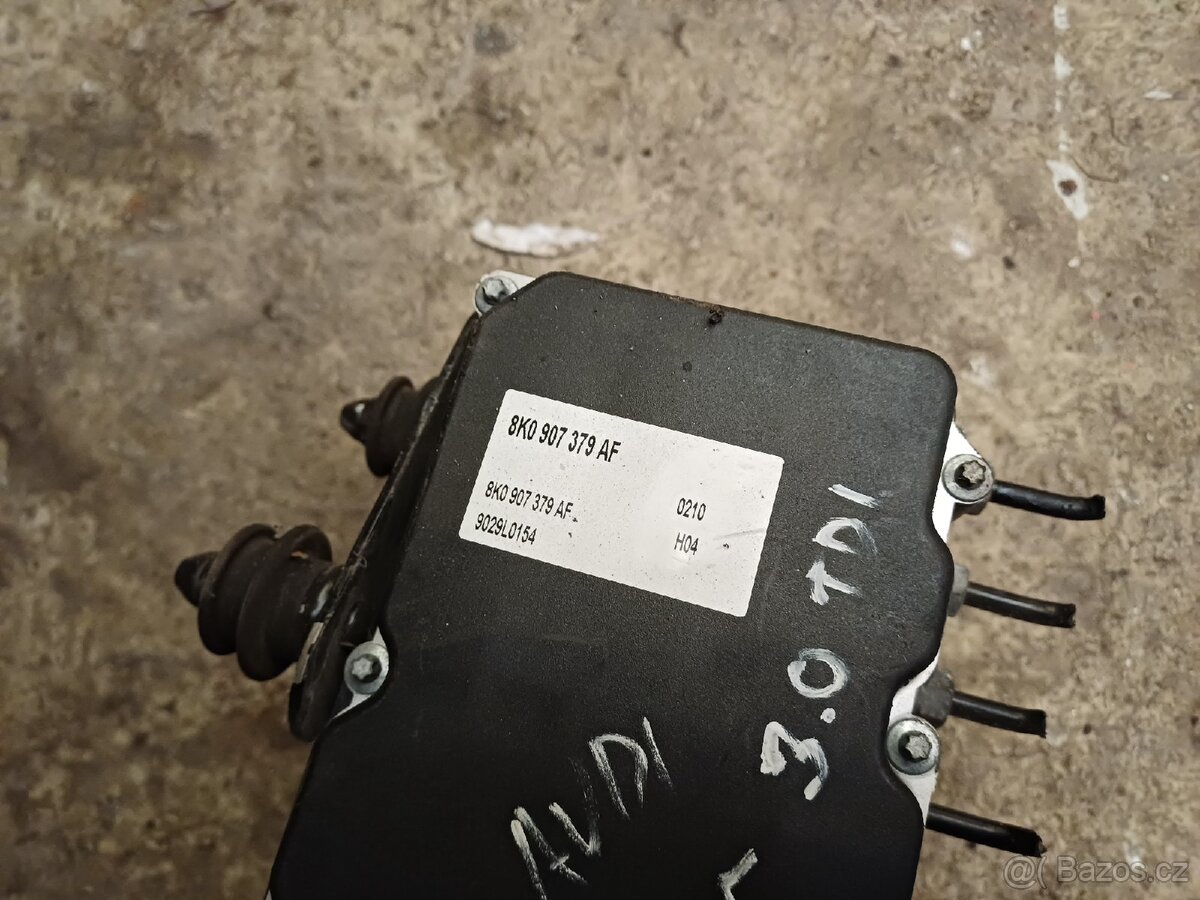 8K0 907 379 AF
8K0 907 379 AF 0210
9029L0154 H04
3.0 TDI
AUDI
@( Bazos.cz